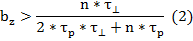 b_z > (n * τ_⊥) / (2 * τ_p * τ_⊥ + n * τ_p) (2)